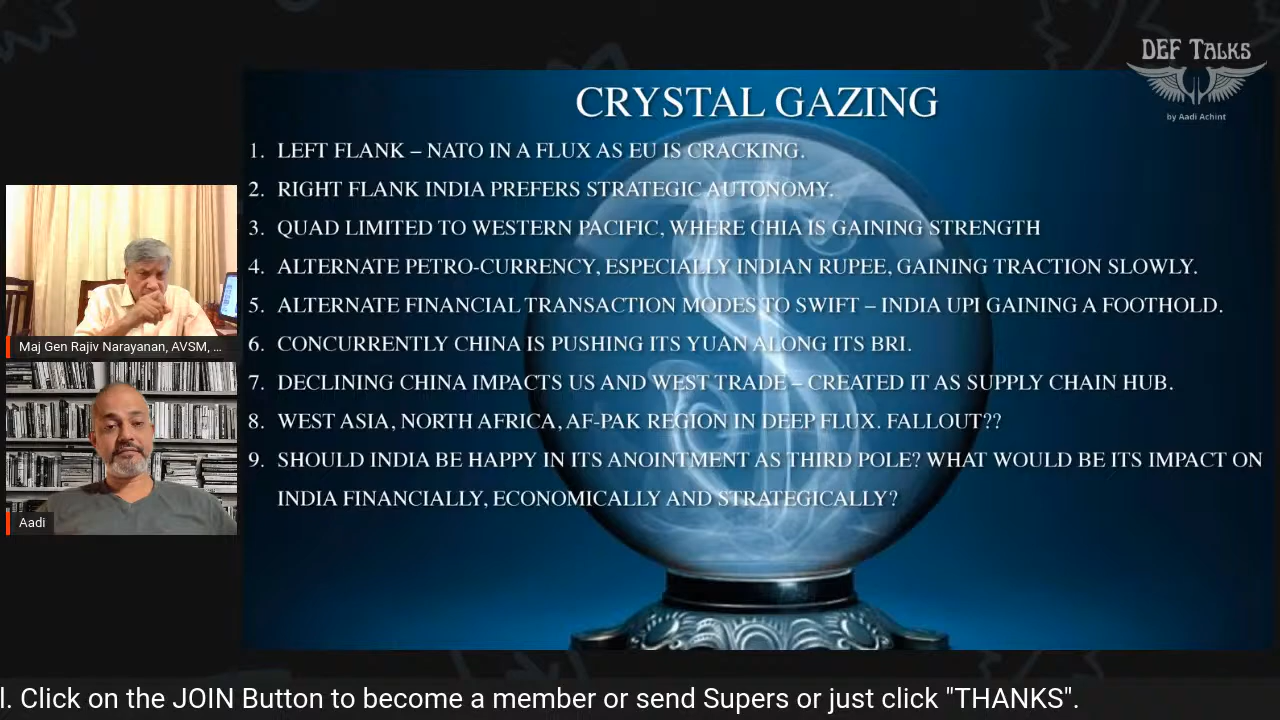 DEF TALKS
by Aadi Achint
CRYSTAL GAZING
1. LEFT FLANK – NATO IN A FLUX AS EU IS CRACKING.
2. RIGHT FLANK INDIA PREFERS STRATEGIC AUTONOMY.
3. QUAD LIMITED TO WESTERN PACIFIC, WHERE CHIA IS GAINING STRENGTH
4. ALTERNATE PETRO-CURRENCY, ESPECIALLY INDIAN RUPEE, GAINING TRACTION SLOWLY.
5. ALTERNATE FINANCIAL TRANSACTION MODES TO SWIFT – INDIA UPI GAINING A FOOTHOLD.
6. CONCURRENTLY CHINA IS PUSHING ITS YUAN ALONG ITS BRI.
7. DECLINING CHINA IMPACTS US AND WEST TRADE – CREATED IT AS SUPPLY CHAIN HUB.
8. WEST ASIA, NORTH AFRICA, AF-PAK REGION IN DEEP FLUX. FALLOUT??
9. SHOULD INDIA BE HAPPY IN ITS ANOINTMENT AS THIRD POLE? WHAT WOULD BE ITS IMPACT ON
INDIA FINANCIALLY, ECONOMICALLY AND STRATEGICALLY?
Maj Gen Rajiv Narayanan, AVSM, ...
Aadi
l. Click on the JOIN Button to become a member or send Supers or just click "THANKS".